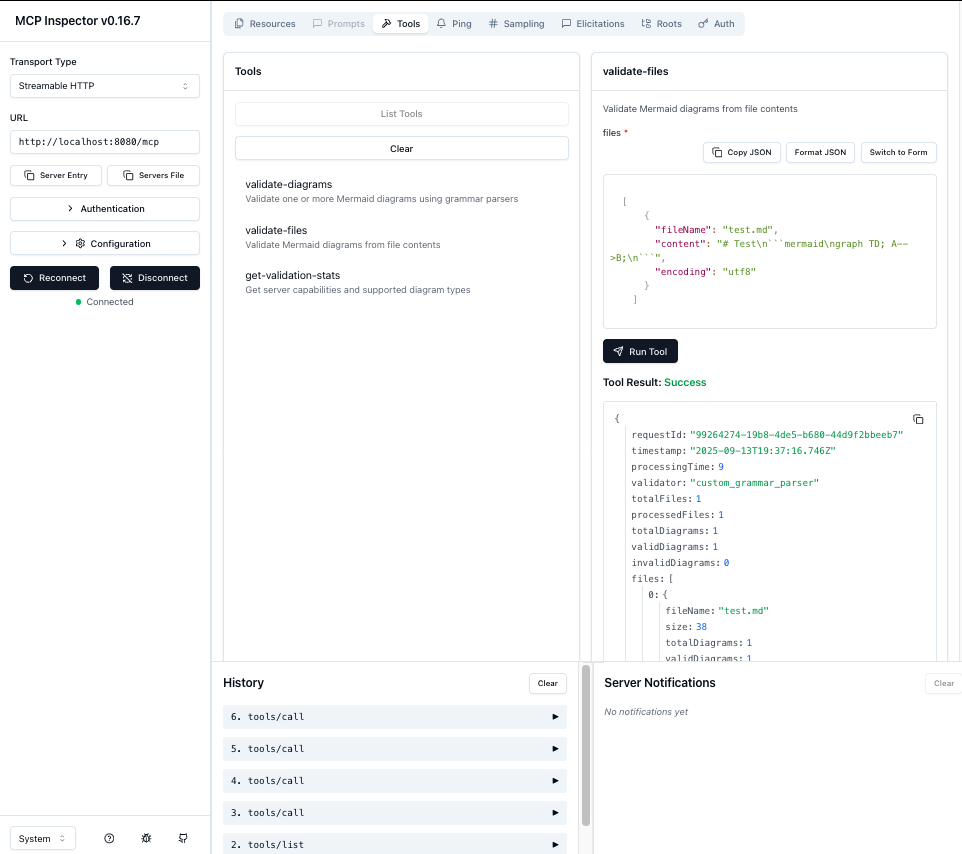 MCP Inspector v0.16.7
Transport Type
Streamable HTTP
URL
http://localhost:8080/mcp
Server Entry
Servers File
Authentication
Configuration
Reconnect
Disconnect
Connected
System
Resources
Prompts
Tools
Ping
Sampling
Elicitations
Roots
Auth
Tools
List Tools
Clear
validate-diagrams
Validate one or more Mermaid diagrams using grammar parsers
validate-files
Validate Mermaid diagrams from file contents
get-validation-stats
Get server capabilities and supported diagram types
validate-files
Validate Mermaid diagrams from file contents
files *
Copy JSON
Format JSON
Switch to Form
[
{
"fileName": "test.md",
"content": "# Test\n```mermaid\ngraph TD; A--
>B;\n```",
"encoding": "utf8"
}
]
Run Tool
Tool Result: Success
{
requestId: "99264274-19b8-4de5-b680-44d9f2bbeeb7"
timestamp: "2025-09-13T19:37:16.746Z"
processingTime: 9
validator: "custom_grammar_parser"
totalFiles: 1
processedFiles: 1
totalDiagrams: 1
validDiagrams: 1
invalidDiagrams: 0
files: [
0: {
fileName: "test.md"
size: 38
totalDiagrams: 1
validDiagrams: 1
History
Clear
6. tools/call
5. tools/call
4. tools/call
3. tools/call
2. tools/list
Server Notifications
Clear
No notifications yet